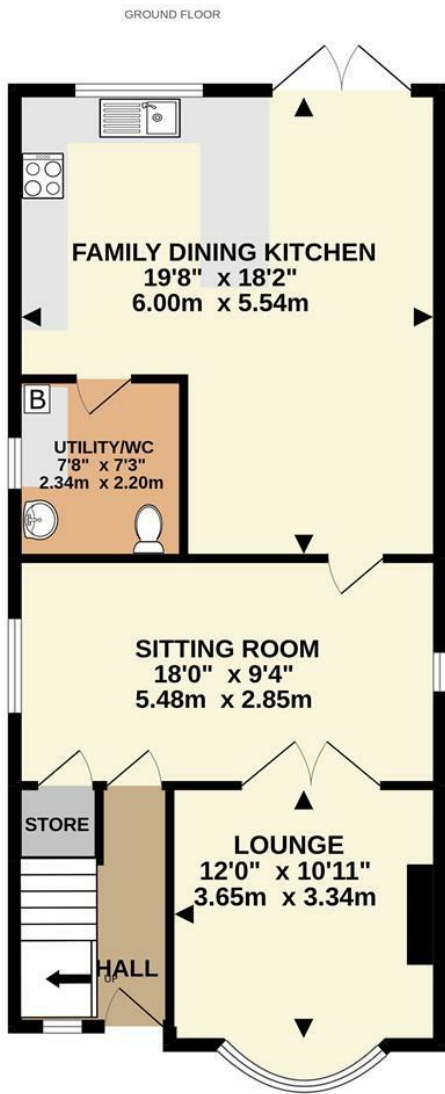 GROUND FLOOR
FAMILY DINING KITCHEN
19'8" x 18'2"
6.00m x 5.54m
B
UTILITY/WC
7'8" x 7'3"
2.34m x 2.20m
SITTING ROOM
18'0" x 9'4"
5.48m x 2.85m
STORE
LOUNGE
12'0" x 10'11"
3.65m x 3.34m
HALL
UP